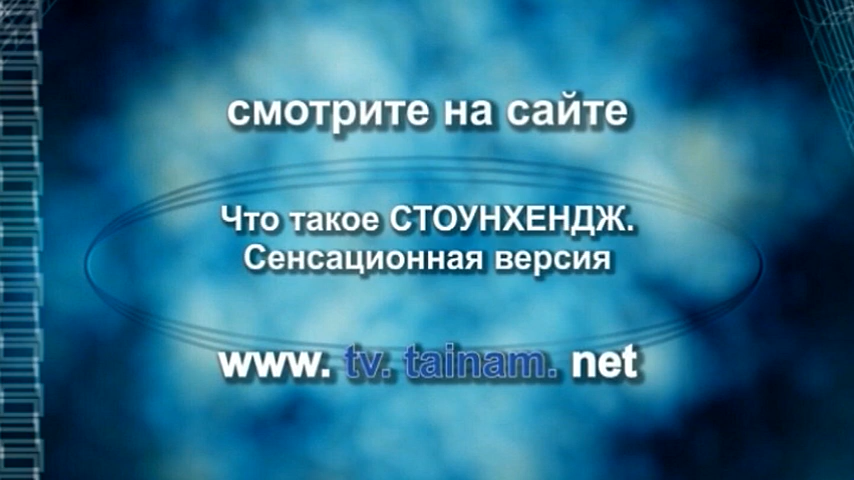 смотрите на сайте
Что такое СТОУНХЕНДЖ.
Сенсационная версия
www. tv. tainam. net